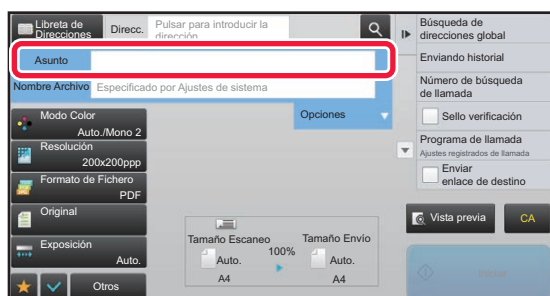 Libreta de
Direcciones
Direcc.
Pulsar para introducir la
dirección
Asunto
Nombre Archivo
Especificado por Ajustes de sistema
Opciones
Modo Color
Auto./Mono 2
Resolución
200x200ppp
Formato de Fichero
PDF
Original
Exposición
Auto.
Otros
Tamaño Escaneo
100%
Tamaño Envío
Auto.
Auto.
A4
A4
Búsqueda de
direcciones global
Enviando historial
Número de búsqueda
de llamada
Sello verificación
Programa de llamada
Ajustes registrados de llamada
Enviar
enlace de destino
Vista previa
CA
Iniciar